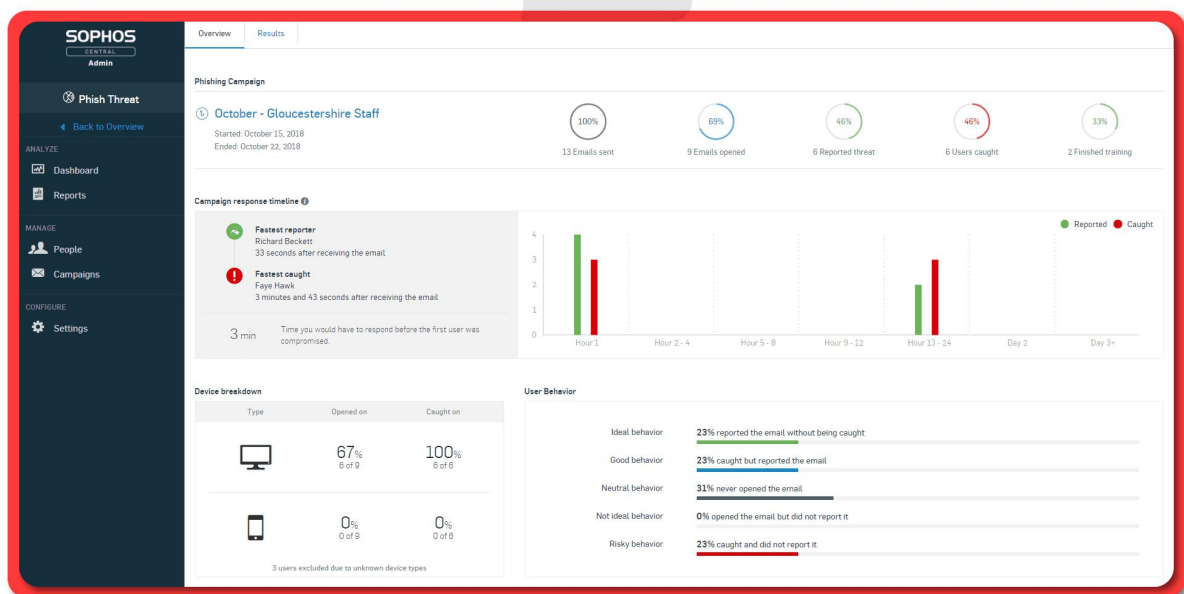 SOPHOS
CENTRAL
Admin
Phish Threat
Back to Overview
ANALYZE
Dashboard
Reports
MANAGE
People
Campaigns
CONFIGURE
Settings
Overview Results
Phishing Campaign
October - Gloucestershire Staff
Started: October 15, 2018
Ended: October 22, 2018
100% 69% 46% 46% 33%
13 Emails sent 9 Emails opened 6 Reported threat 6 Users caught 2 Finished training
Campaign response timeline
Fastest reporter
Richard Beckett
33 seconds after receiving the email
Fastest caught
Faye Hawk
3 minutes and 43 seconds after receiving the email
3 min
Time you would have to respond before the first user was
compromised.
Reported Caught
4
3
2
1
0
Hour 1 Hour 2 - 4 Hour 5 - 8 Hour 9 - 12 Hour 13 - 24 Day 2 Day 3+
Device breakdown
Type Opened on Caught on
67% 100%
6 of 9 6 of 6
0% 0%
0 of 9 0 of 6
3 users excluded due to unknown device types
User Behavior
Ideal behavior 23% reported the email without being caught
Good behavior 23% caught but reported the email
Neutral behavior 31% never opened the email
Not ideal behavior 0% opened the email but did not report it
Risky behavior 23% caught and did not report it